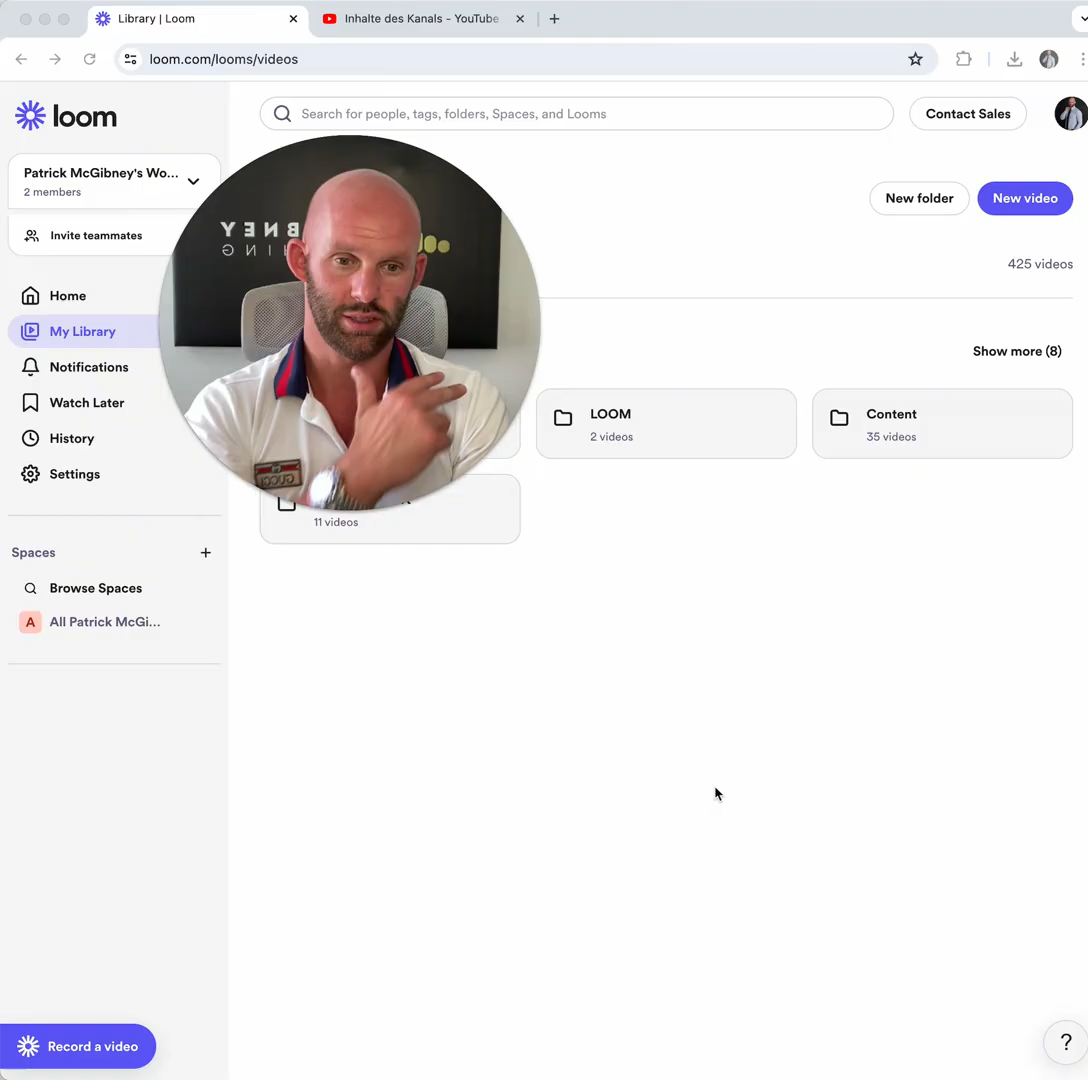 Library | Loom
Inhalte des Kanals - YouTube
loom.com/looms/videos
loom
Search for people, tags, folders, Spaces, and Looms
Contact Sales
Patrick McGibney's Wo...
2 members
New folder
New video
Invite teammates
BNEY
ING
425 videos
Home
My Library
Notifications
Watch Later
History
Settings
Show more (8)
LOOM
2 videos
Content
35 videos
GUCCI
11 videos
Spaces
Browse Spaces
A
All Patrick McGi...
Record a video
?